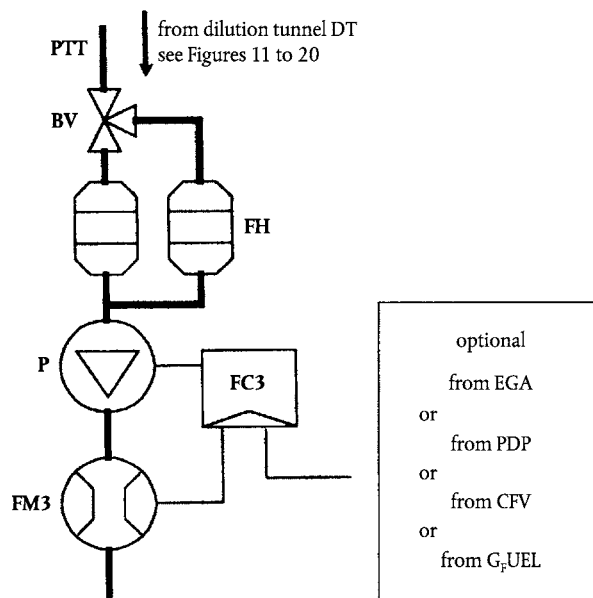 from dilution tunnel DT
see Figures 11 to 20
PTT
BV
FH
P
FC3
FM3
optional
from EGA
or
from PDP
or
from CFV
or
from GFUEL